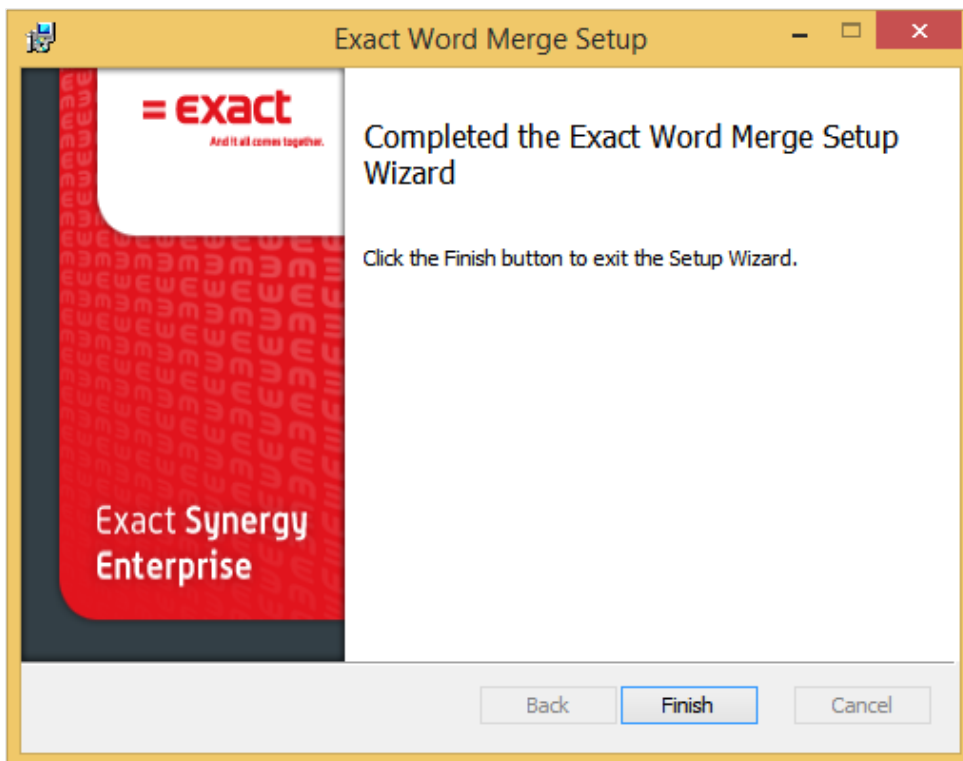 Exact Word Merge Setup
= exact
And it all comes together.
Completed the Exact Word Merge Setup
Wizard
Click the Finish button to exit the Setup Wizard.
Exact Synergy
Enterprise
Back
Finish
Cancel